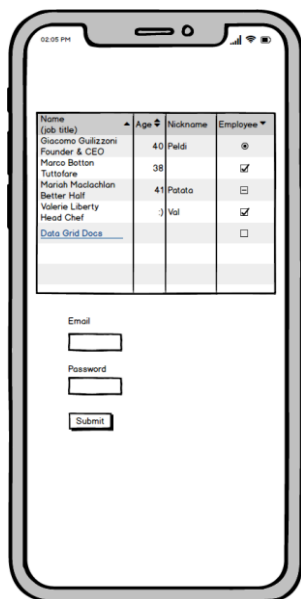 02:05 PM
Name
(job title)
Age
Nickname
Employee
Giacomo Guilizzoni
Founder & CEO
40
Peldi
Marco Botton
Tuttofare
38
Mariah Maclachlan
Better Half
41
Patata
Valerie Liberty
Head Chef
:)
Val
Data Grid Docs
Email
Password
Submit